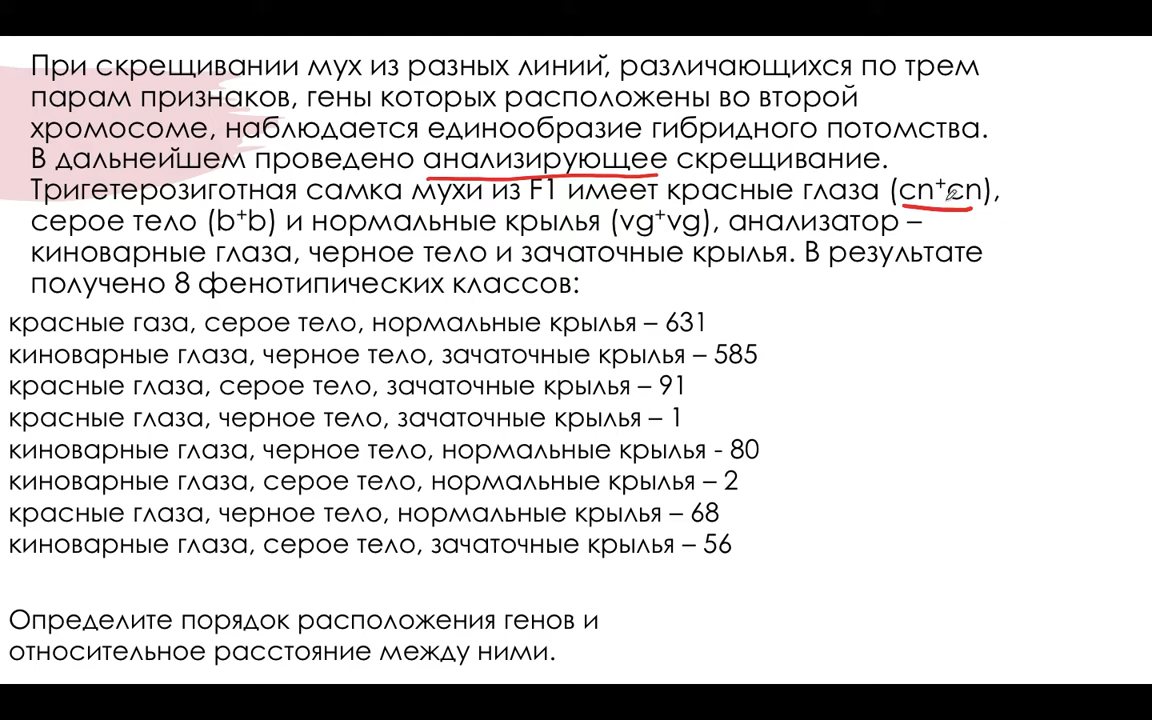 При скрещивании мух из разных линий, различающихся по трем
парам признаков, гены которых расположены во второй
хромосоме, наблюдается единообразие гибридного потомства.
В дальнейшем проведено анализирующее скрещивание.
Тригетерозиготная самка мухи из F1 имеет красные глаза (cn⁺cn),
серое тело (b⁺b) и нормальные крылья (vg⁺vg), анализатор –
киноварные глаза, черное тело и зачаточные крылья. В результате
получено 8 фенотипических классов:
красные газа, серое тело, нормальные крылья – 631
киноварные глаза, черное тело, зачаточные крылья – 585
красные глаза, серое тело, зачаточные крылья – 91
красные глаза, черное тело, зачаточные крылья – 1
киноварные глаза, черное тело, нормальные крылья - 80
киноварные глаза, серое тело, нормальные крылья – 2
красные глаза, черное тело, нормальные крылья – 68
киноварные глаза, серое тело, зачаточные крылья – 56
Определите порядок расположения генов и
относительное расстояние между ними.